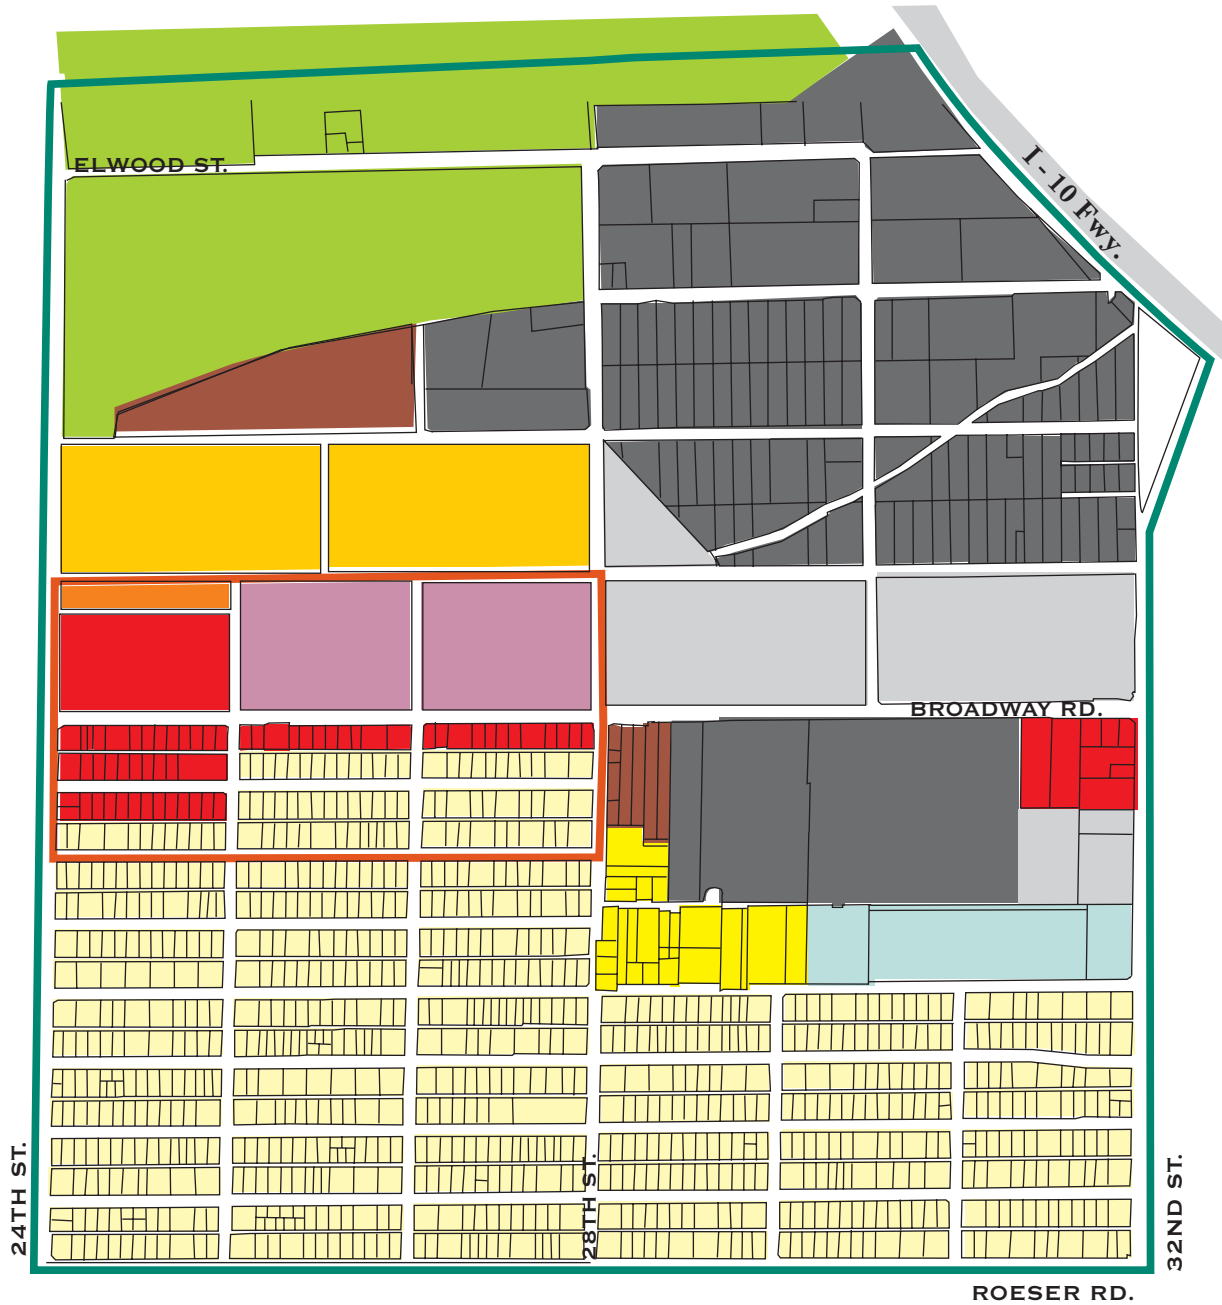 ELWOOD ST.
I - 10 Fwy.
BROADWAY RD.
24TH ST.
28TH ST.
32ND ST.
ROESER RD.